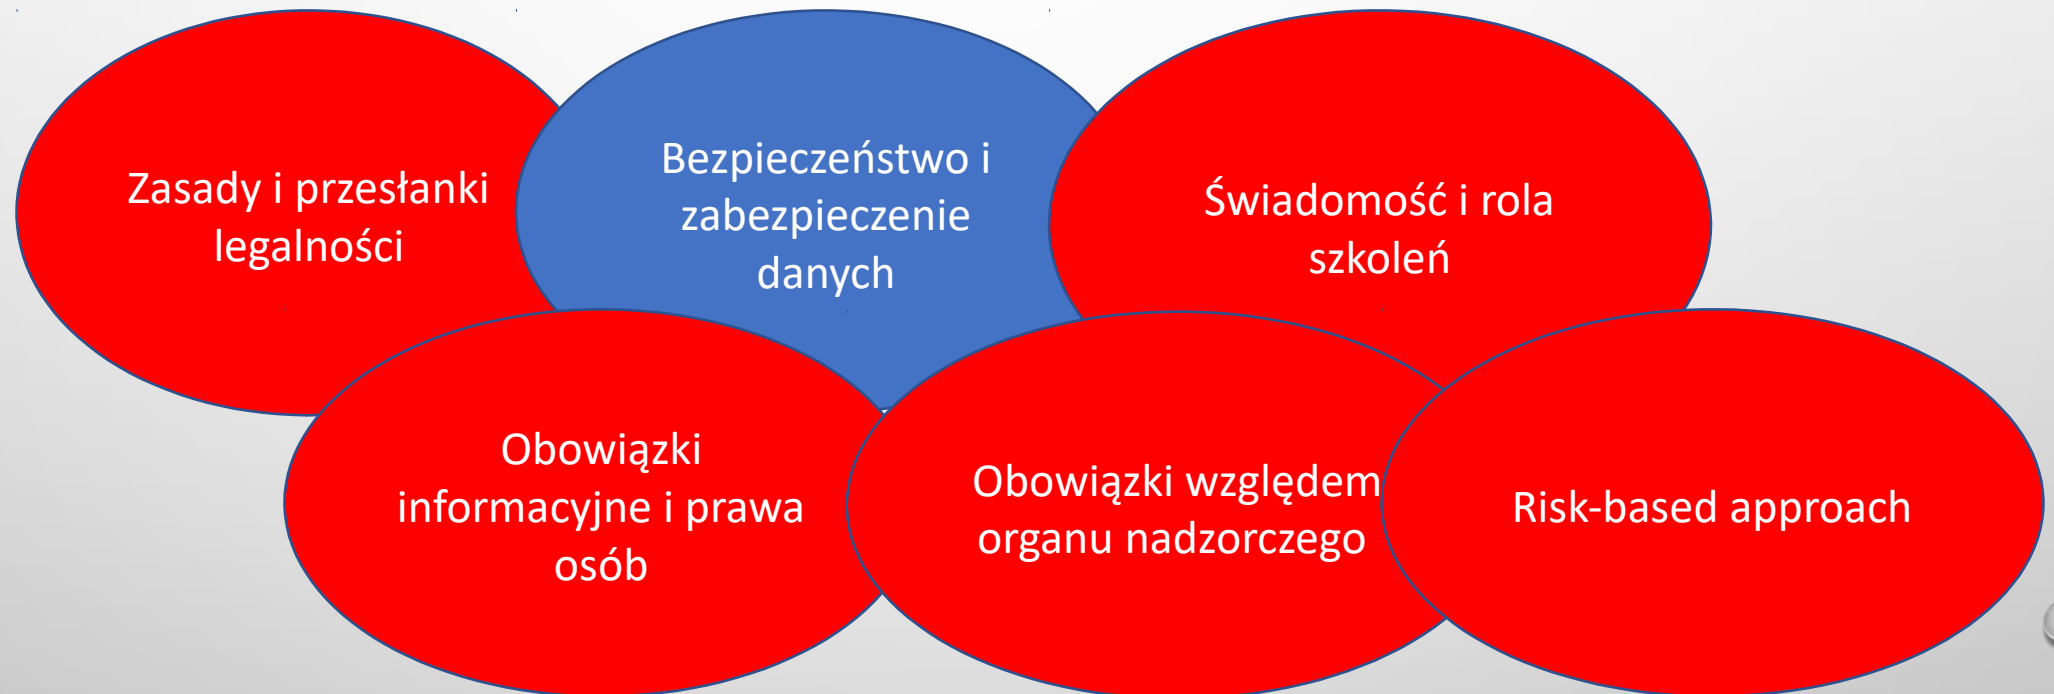 Zasady i przesłanki
legalności
Bezpieczeństwo i
zabezpieczenie
danych
Świadomość i rola
szkoleń
Obowiązki
informacyjne i prawa
osób
Obowiązki względem
organu nadzorczego
Risk-based approach